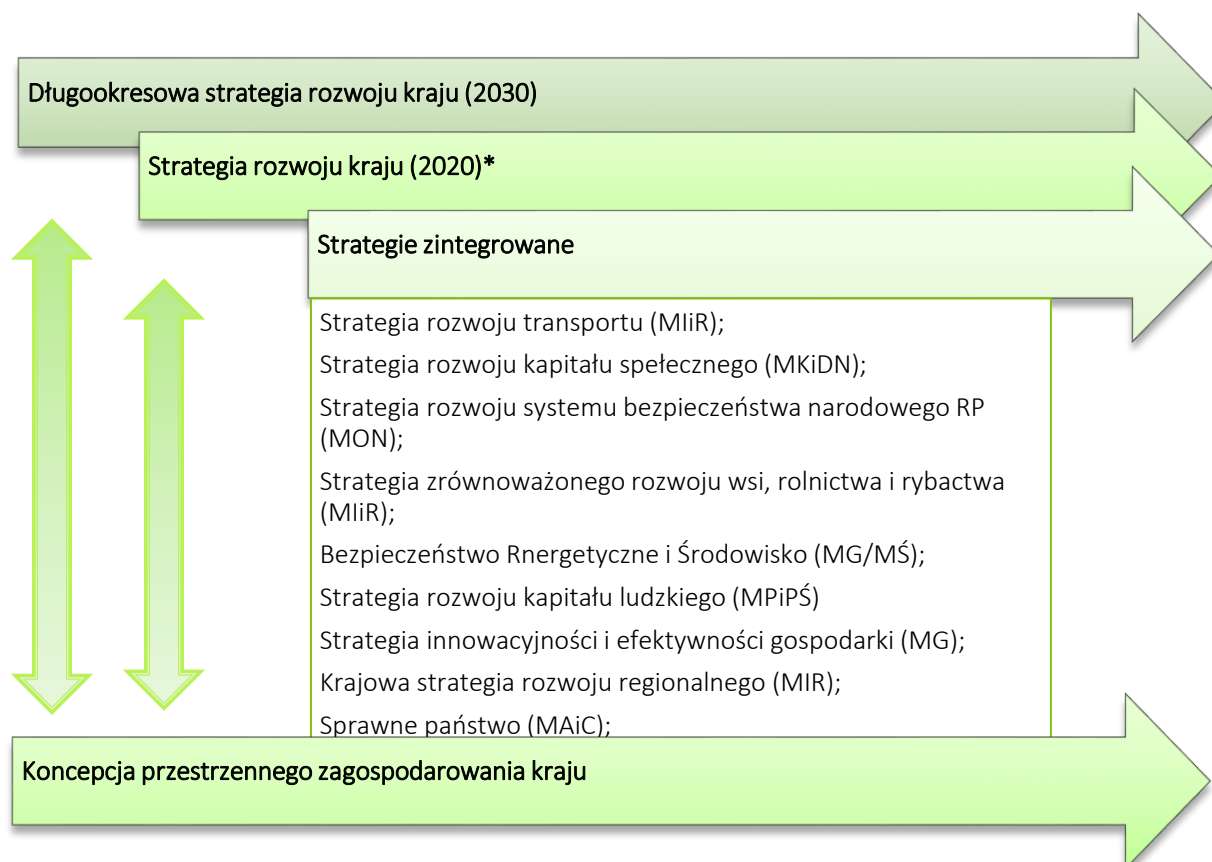 Długookresowa strategia rozwoju kraju (2030)
Strategia rozwoju kraju (2020)*
Strategie zintegrowane
Strategia rozwoju transportu (MIiR);
Strategia rozwoju kapitału spełecznego (MKiDN);
Strategia rozwoju systemu bezpieczeństwa narodowego RP
(MON);
Strategia zrównoważonego rozwoju wsi, rolnictwa i rybactwa
(MIiR);
Bezpieczeństwo Rnergetyczne i Środowisko (MG/MŚ);
Strategia rozwoju kapitału ludzkiego (MPiPŚ)
Strategia innowacyjności i efektywności gospodarki (MG);
Krajowa strategia rozwoju regionalnego (MIR);
Sprawne państwo (MAiC);
Koncepcja przestrzennego zagospodarowania kraju